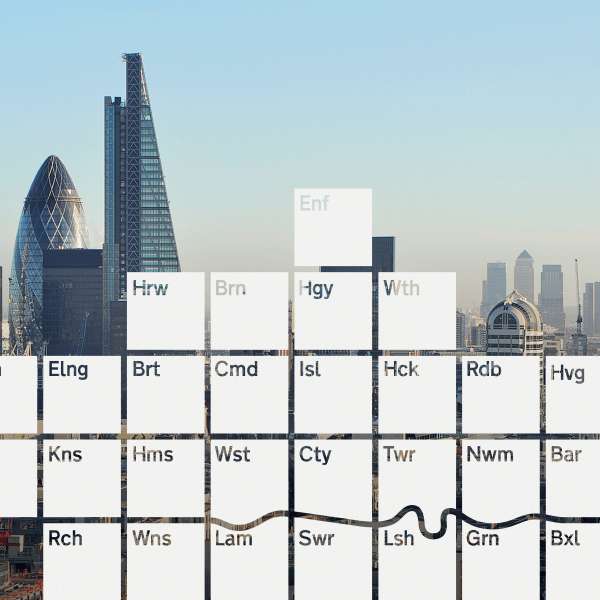 Enf
Hrw Brn Hgy Wth
Elng Brt Cmd Isl Hck Rdb Hvg
Kns Hms Wst Cty Twr Nwm Bar
Rch Wns Lam Swr Lsh Grn Bxl